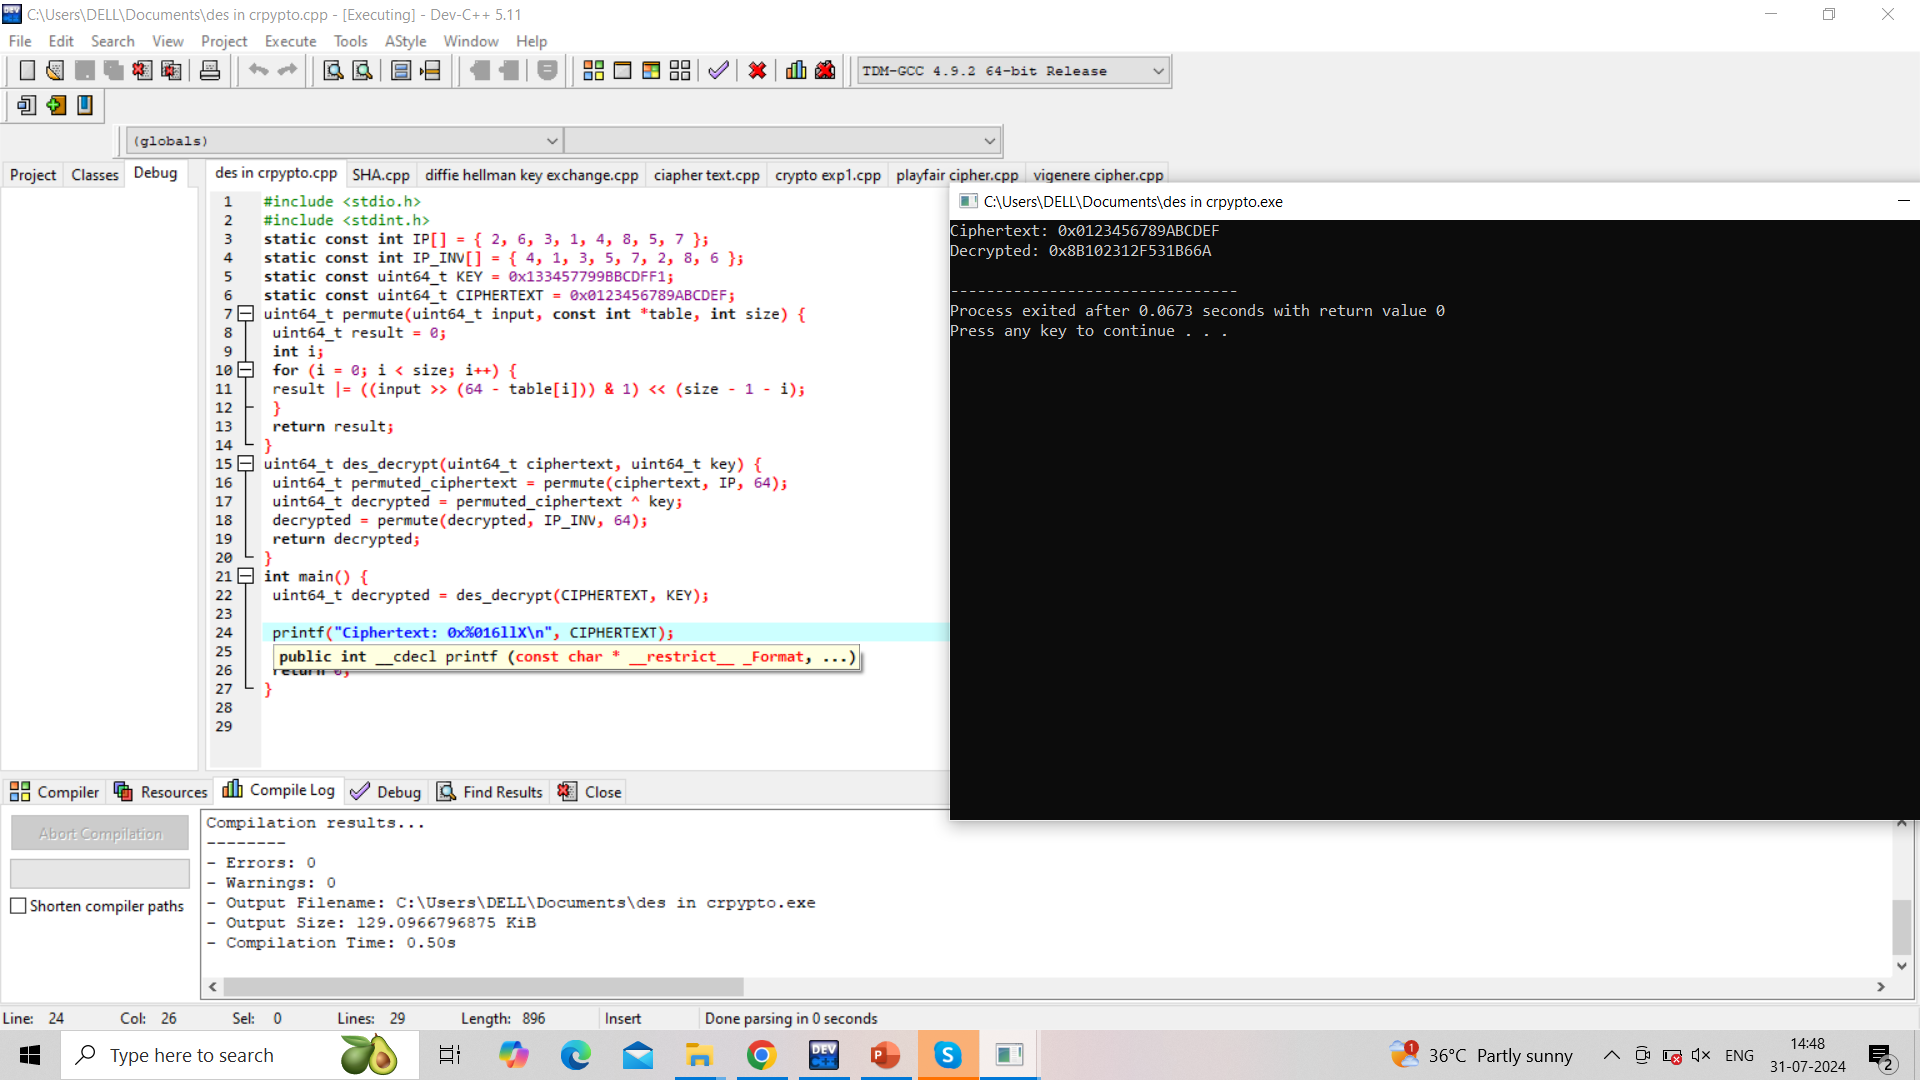 C:\Users\DELL\Documents\des in crpypto.cpp - [Executing] - Dev-C++ 5.11
File Edit Search View Project Execute Tools AStyle Window Help
TDM-GCC 4.9.2 64-bit Release
(globals)
Project Classes Debug
des in crpypto.cpp SHA.cpp diffie hellman key exchange.cpp ciapher text.cpp crypto exp1.cpp playfair cipher.cpp vigenere cipher.cpp
1 #include <stdio.h>
2 #include <stdint.h>
3 static const int IP[] = { 2, 6, 3, 1, 4, 8, 5, 7 };
4 static const int IP_INV[] = { 4, 1, 3, 5, 7, 2, 8, 6 };
5 static const uint64_t KEY = 0x133457799BBCDFF1;
6 static const uint64_t CIPHERTEXT = 0x0123456789ABCDEF;
7 uint64_t permute(uint64_t input, const int *table, int size) {
8 uint64_t result = 0;
9 int i;
10 for (i = 0; i < size; i++) {
11 result |= ((input >> (64 - table[i])) & 1) << (size - 1 - i);
12 }
13 return result;
14 }
15 uint64_t des_decrypt(uint64_t ciphertext, uint64_t key) {
16 uint64_t permuted_ciphertext = permute(ciphertext, IP, 64);
17 uint64_t decrypted = permuted_ciphertext ^ key;
18 decrypted = permute(decrypted, IP_INV, 64);
19 return decrypted;
20 }
21 int main() {
22 uint64_t decrypted = des_decrypt(CIPHERTEXT, KEY);
23
24 printf("Ciphertext: 0x%016llX\n", CIPHERTEXT);
25 public int __cdecl printf (const char * __restrict__ _Format, ...)
26 return 0;
27 }
28
29
C:\Users\DELL\Documents\des in crpypto.exe
Ciphertext: 0x0123456789ABCDEF
Decrypted: 0x8B102312F531B66A
--------------------------------
Process exited after 0.0673 seconds with return value 0
Press any key to continue . . .
Compiler Resources Compile Log Debug Find Results Close
Abort Compilation
Shorten compiler paths
Compilation results...
--------
- Errors: 0
- Warnings: 0
- Output Filename: C:\Users\DELL\Documents\des in crpypto.exe
- Output Size: 129.0966796875 KiB
- Compilation Time: 0.50s
Line: 24 Col: 26 Sel: 0 Lines: 29 Length: 896 Insert Done parsing in 0 seconds
Type here to search
DEV C++
P
S
1
36°C Partly sunny
ENG
14:48
31-07-2024
2